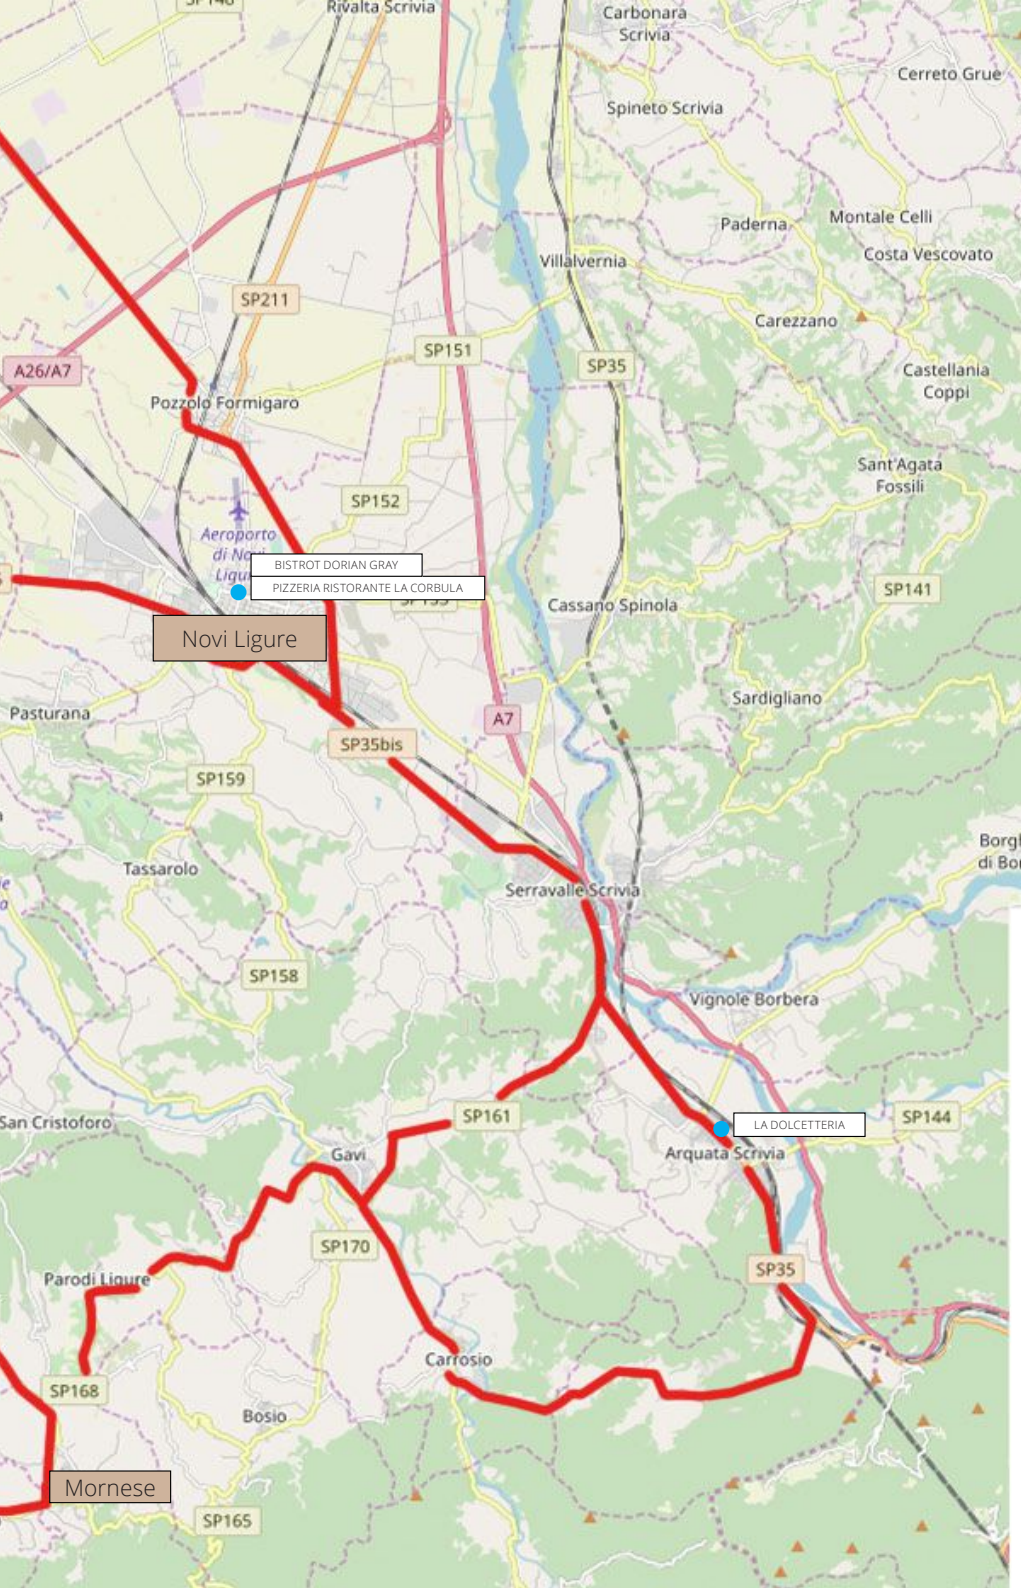 Rivalta Scrivia
Carbonara
Scrivia
Cerreto Grue
Spineto Scrivia
Paderna
Montale Celli
Costa Vescovato
Villalvernia
SP211
Carezzano
SP151
SP35
A26/A7
Castellania
Coppi
Pozzolo Formigaro
Sant'Agata
Fossili
SP152
Aeroporto
di Novi
BISTROT DORIAN GRAY
PIZZERIA RISTORANTE LA CORBULA
SP141
Cassano Spinola
Novi Ligure
Sardigliano
Pasturana
A7
SP35bis
SP159
Tassarolo
Serravalle Scrivia
SP158
Vignole Borbera
SP161
SP144
San Cristoforo
LA DOLCETTERIA
Gavi
Arquata Scrivia
SP170
SP35
Parodi Ligure
Carrosio
SP168
Bosio
Mornese
SP165